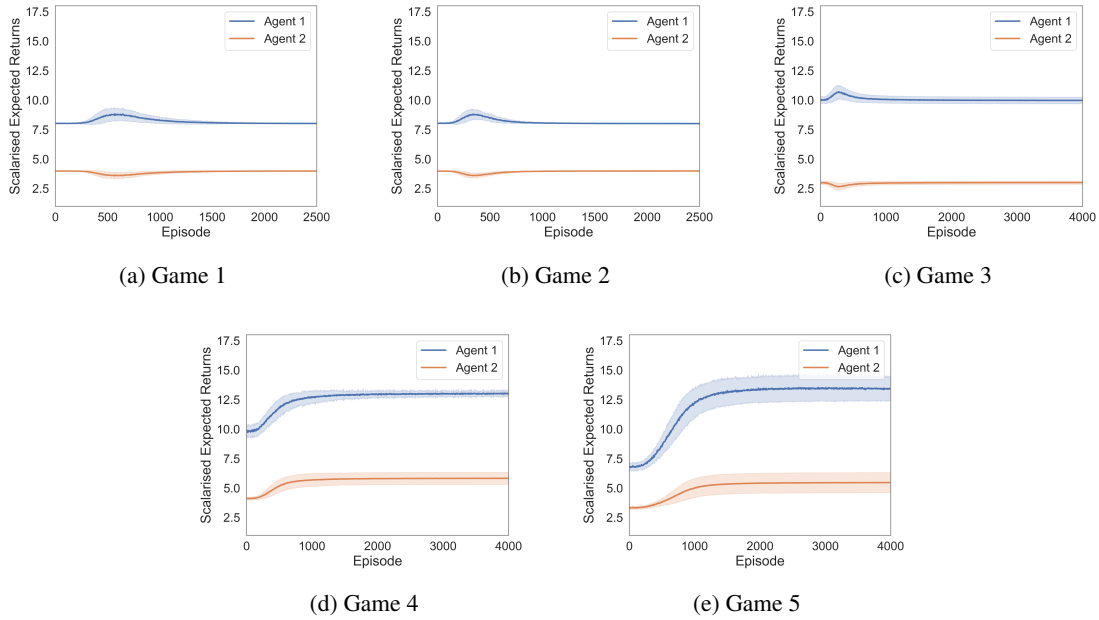 17.5
15.0
12.5
10.0
7.5
5.0
2.5
Scalarised Expected Returns
Agent 1
Agent 2
0 500 1000 1500 2000 2500
Episode
(a) Game 1
17.5
15.0
12.5
10.0
7.5
5.0
2.5
Scalarised Expected Returns
Agent 1
Agent 2
0 500 1000 1500 2000 2500
Episode
(b) Game 2
17.5
15.0
12.5
10.0
7.5
5.0
2.5
Scalarised Expected Returns
Agent 1
Agent 2
0 1000 2000 3000 4000
Episode
(c) Game 3
17.5
15.0
12.5
10.0
7.5
5.0
2.5
Scalarised Expected Returns
Agent 1
Agent 2
0 1000 2000 3000 4000
Episode
(d) Game 4
17.5
15.0
12.5
10.0
7.5
5.0
2.5
Scalarised Expected Returns
Agent 1
Agent 2
0 1000 2000 3000 4000
Episode
(e) Game 5